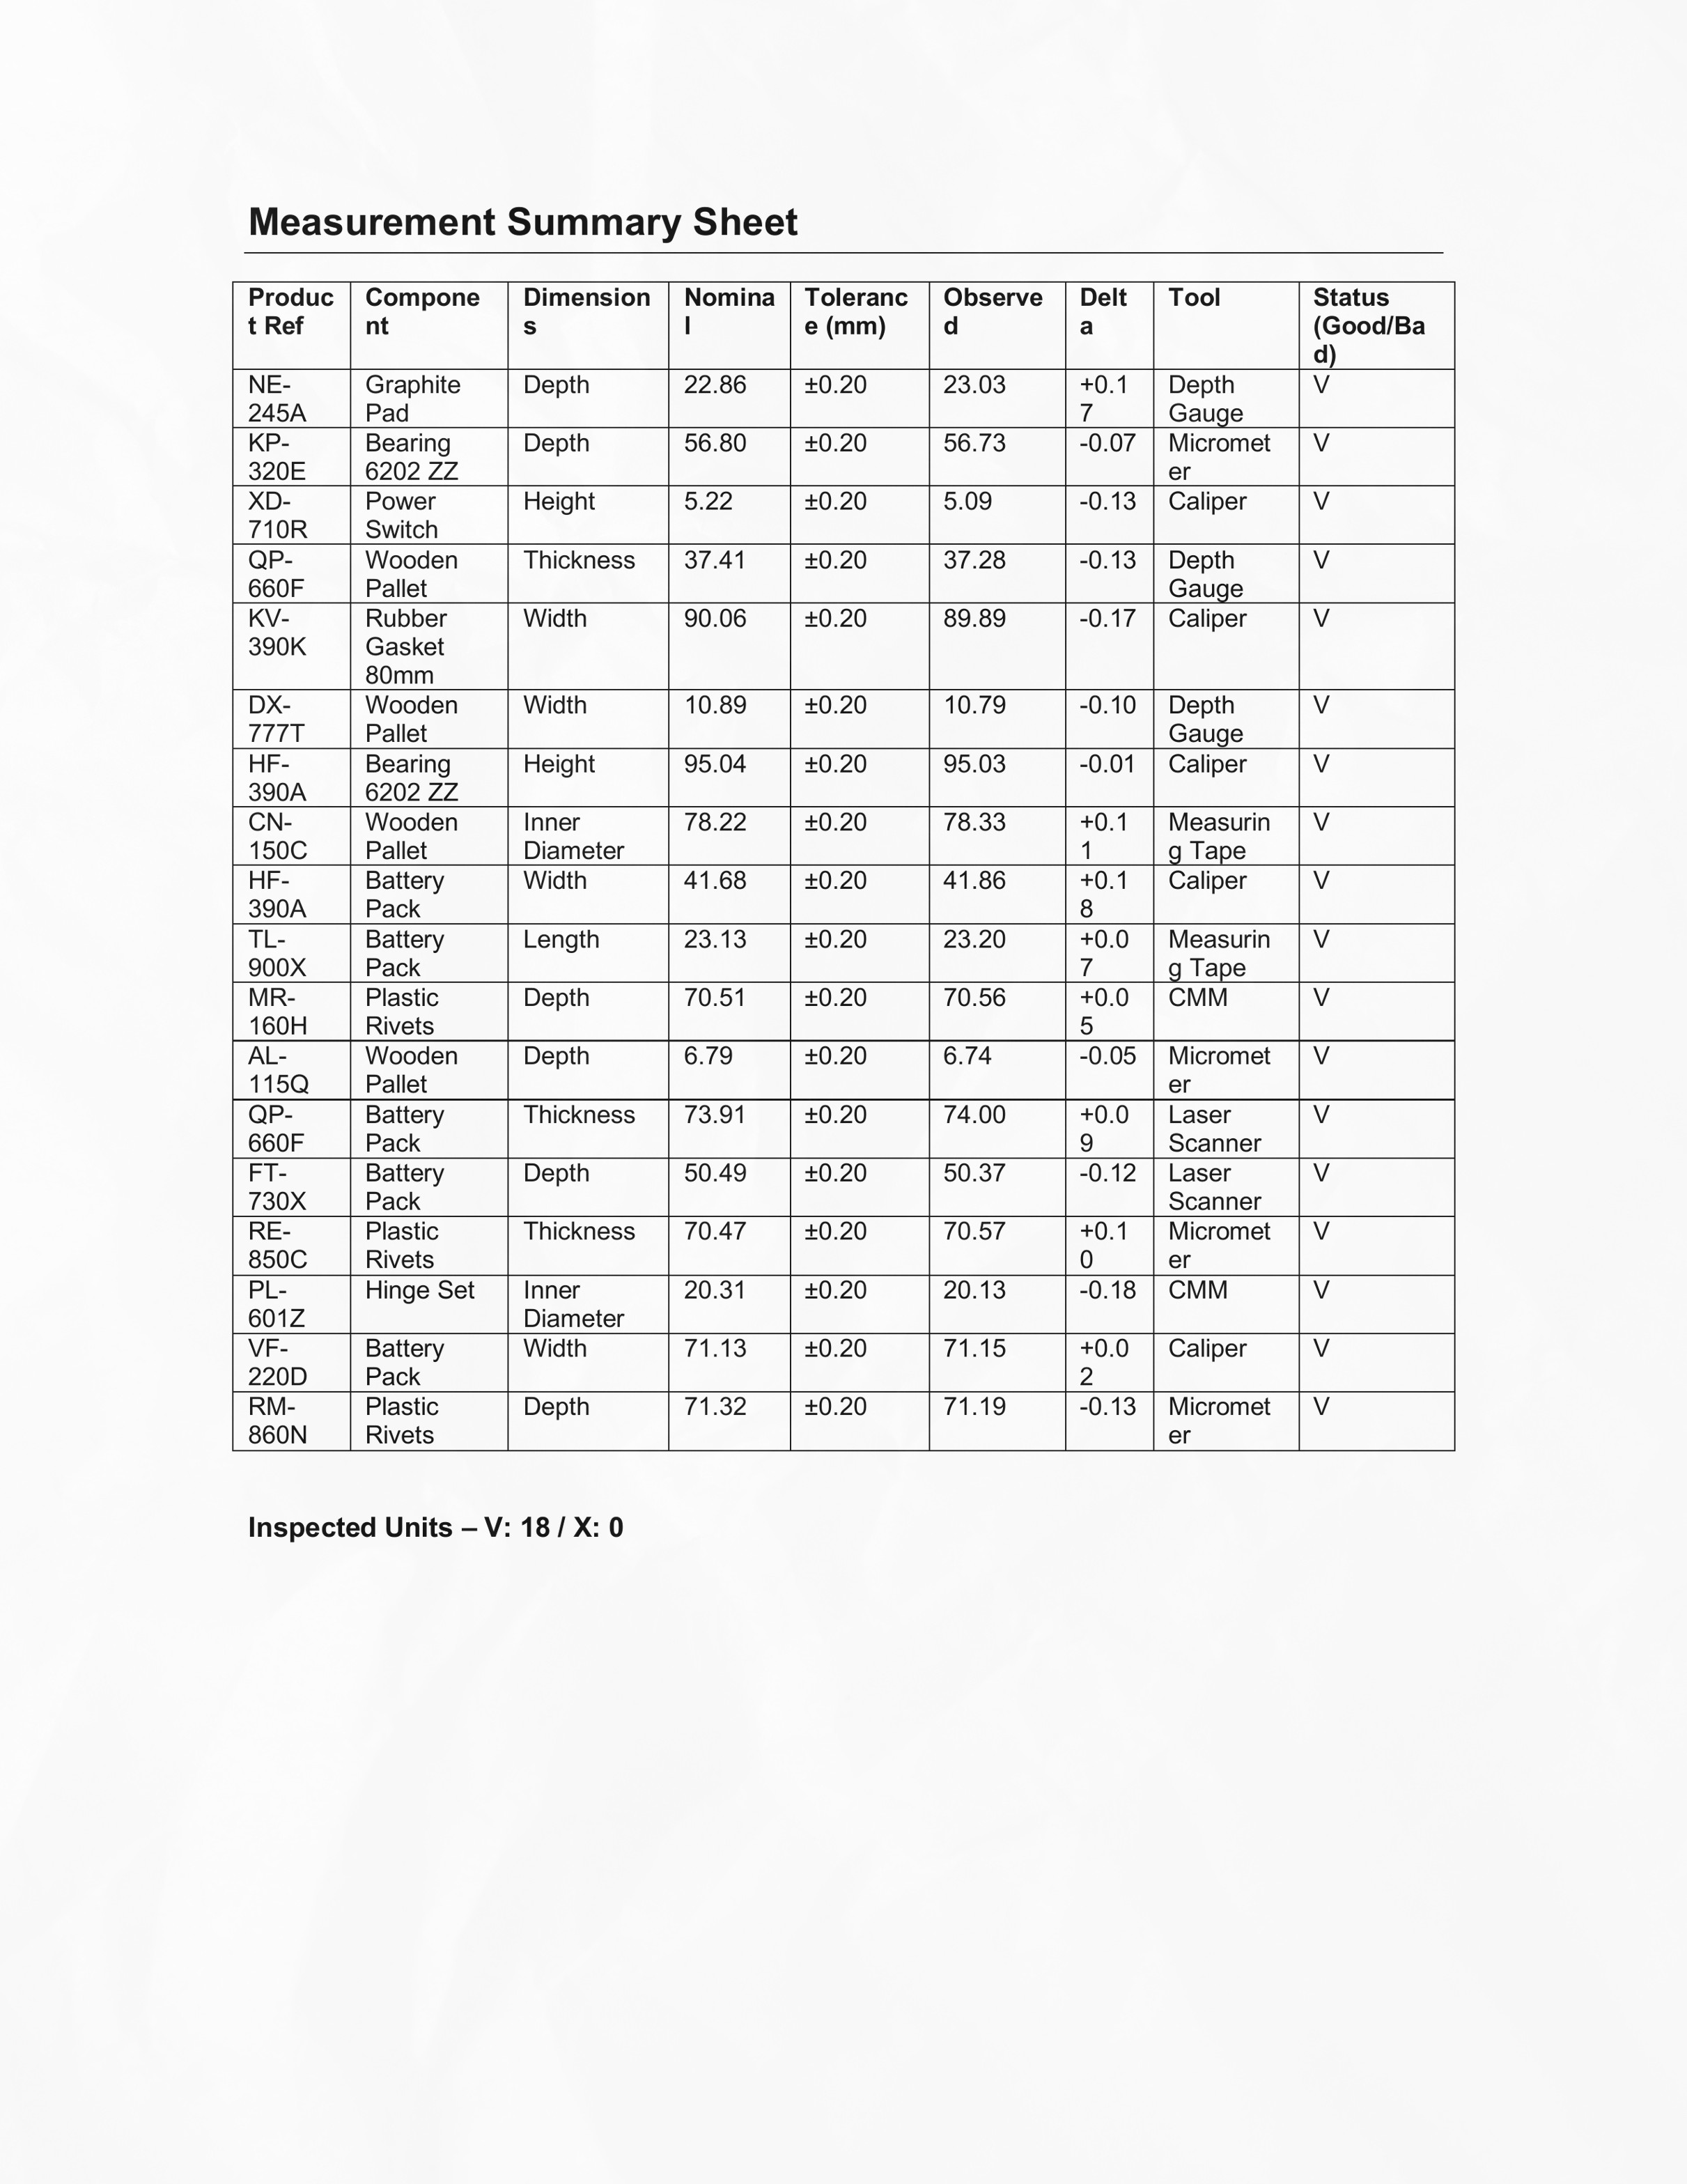 Measurement Summary Sheet
Product Ref Component Dimensions Nominal Tolerance (mm) Observed Delta Tool Status (Good/Bad)
NE-245A Graphite Pad Depth 22.86 ±0.20 23.03 +0.17 Depth Gauge V
KP-320E Bearing 6202 ZZ Depth 56.80 ±0.20 56.73 -0.07 Micrometer V
XD-710R Power Switch Height 5.22 ±0.20 5.09 -0.13 Caliper V
QP-660F Wooden Pallet Thickness 37.41 ±0.20 37.28 -0.13 Depth Gauge V
KV-390K Rubber Gasket 80mm Width 90.06 ±0.20 89.89 -0.17 Caliper V
DX-777T Wooden Pallet Width 10.89 ±0.20 10.79 -0.10 Depth Gauge V
HF-390A Bearing 6202 ZZ Height 95.04 ±0.20 95.03 -0.01 Caliper V
CN-150C Wooden Pallet Inner Diameter 78.22 ±0.20 78.33 +0.11 Measuring Tape V
HF-390A Battery Pack Width 41.68 ±0.20 41.86 +0.18 Caliper V
TL-900X Battery Pack Length 23.13 ±0.20 23.20 +0.07 Measuring Tape V
MR-160H Plastic Rivets Depth 70.51 ±0.20 70.56 +0.05 CMM V
AL-115Q Wooden Pallet Depth 6.79 ±0.20 6.74 -0.05 Micrometer V
QP-660F Battery Pack Thickness 73.91 ±0.20 74.00 +0.09 Laser Scanner V
FT-730X Battery Pack Depth 50.49 ±0.20 50.37 -0.12 Laser Scanner V
RE-850C Plastic Rivets Thickness 70.47 ±0.20 70.57 +0.10 Micrometer V
PL-601Z Hinge Set Inner Diameter 20.31 ±0.20 20.13 -0.18 CMM V
VF-220D Battery Pack Width 71.13 ±0.20 71.15 +0.02 Caliper V
RM-860N Plastic Rivets Depth 71.32 ±0.20 71.19 -0.13 Micrometer V
Inspected Units – V: 18 / X: 0